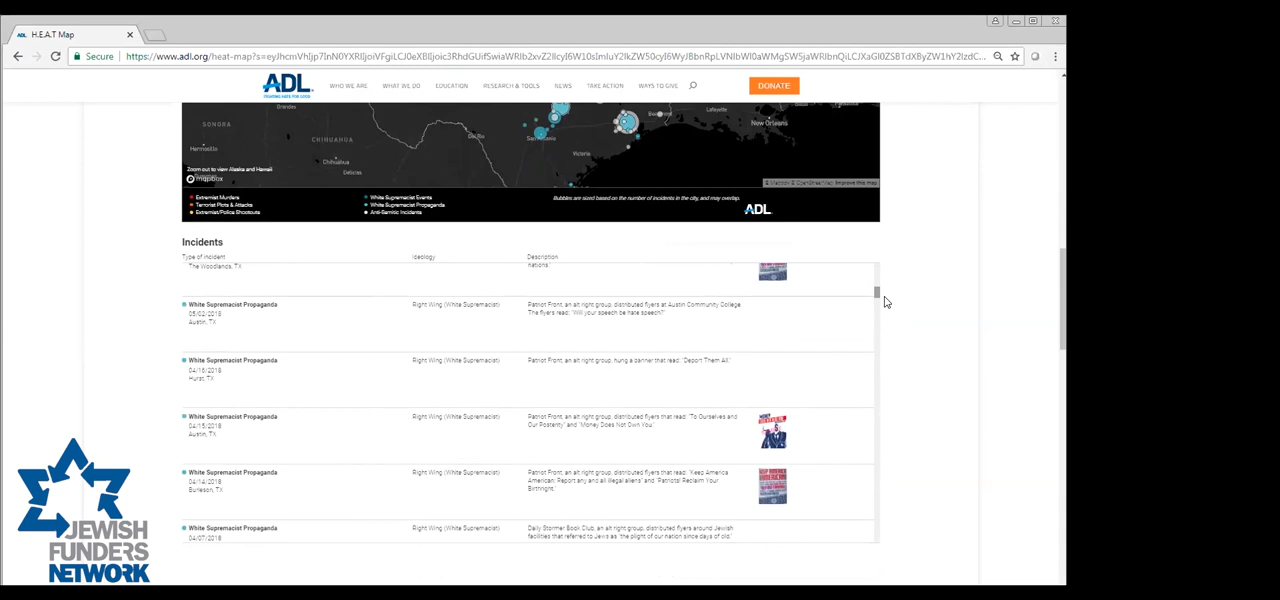 H.E.A.T Map
Secure
ADL
FIGHTING HATE FOR GOOD
WHO WE ARE
WHAT WE DO
EDUCATION
RESEARCH & TOOLS
NEWS
TAKE ACTION
WAYS TO GIVE
DONATE
SONORA
Hermosillo
CHIHUAHUA
Chihuahua
Del Rio
Victoria
Lafayette
New Orleans
Zoom out to view Alaska and Hawaii
mapbox
© Mapbox © OpenStreetMap Improve this map
Extremist Murders
Terrorist Plots & Attacks
Extremist/Police Shootouts
White Supremacist Events
White Supremacist Propaganda
Anti-Semitic Incidents
Bubbles are sized based on the number of incidents in the city, and may overlap.
ADL
Incidents
Type of incident Ideology Description
The Woodlands, TX
nations."
White Supremacist Propaganda
05/02/2018
Austin, TX
Right Wing (White Supremacist)
Patriot Front, an alt right group, distributed flyers at Austin Community College.
The flyers read: "Will your speech be hate speech?"
White Supremacist Propaganda
04/16/2018
Hurst, TX
Right Wing (White Supremacist)
Patriot Front, an alt right group, hung a banner that read: "Deport Them All."
White Supremacist Propaganda
04/15/2018
Austin, TX
Right Wing (White Supremacist)
Patriot Front, an alt right group, distributed flyers that read: "To Ourselves and
Our Posterity" and "Money Does Not Own You."
White Supremacist Propaganda
04/14/2018
Burleson, TX
Right Wing (White Supremacist)
Patriot Front, an alt right group, distributed flyers that read: "Keep America
American: Report any and all illegal aliens" and "Patriots! Reclaim Your
Birthright."
White Supremacist Propaganda
04/07/2018
Right Wing (White Supremacist)
Daily Stormer Book Club, an alt right group, distributed flyers around Jewish
facilities that referred to Jews as "the plight of our nation since days of old."
JEWISH
FUNDERS
NETWORK